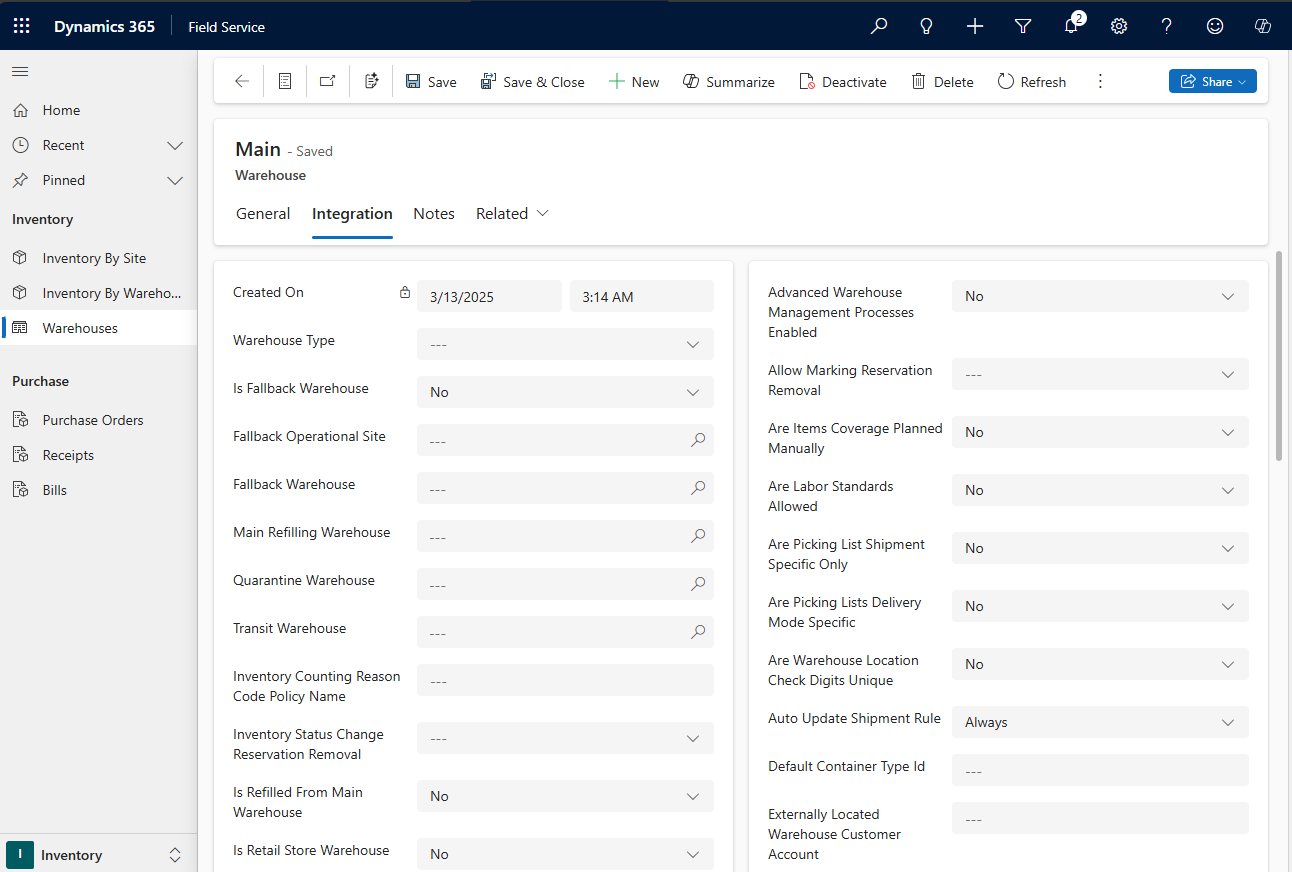 Dynamics 365
Field Service
2
Save
Save & Close
New
Summarize
Deactivate
Delete
Refresh
Share
Home
Recent
Pinned
Inventory
Inventory By Site
Inventory By Wareho...
Warehouses
Purchase
Purchase Orders
Receipts
Bills
I
Inventory
Main - Saved
Warehouse
General
Integration
Notes
Related
Created On
3/13/2025
3:14 AM
Warehouse Type
---
Is Fallback Warehouse
No
Fallback Operational Site
---
Fallback Warehouse
---
Main Refilling Warehouse
---
Quarantine Warehouse
---
Transit Warehouse
---
Inventory Counting Reason
Code Policy Name
---
Inventory Status Change
Reservation Removal
---
Is Refilled From Main
Warehouse
No
Is Retail Store Warehouse
No
Advanced Warehouse
Management Processes
Enabled
No
Allow Marking Reservation
Removal
---
Are Items Coverage Planned
Manually
No
Are Labor Standards
Allowed
No
Are Picking List Shipment
Specific Only
No
Are Picking Lists Delivery
Mode Specific
No
Are Warehouse Location
Check Digits Unique
No
Auto Update Shipment Rule
Always
Default Container Type Id
---
Externally Located
Warehouse Customer
Account
---